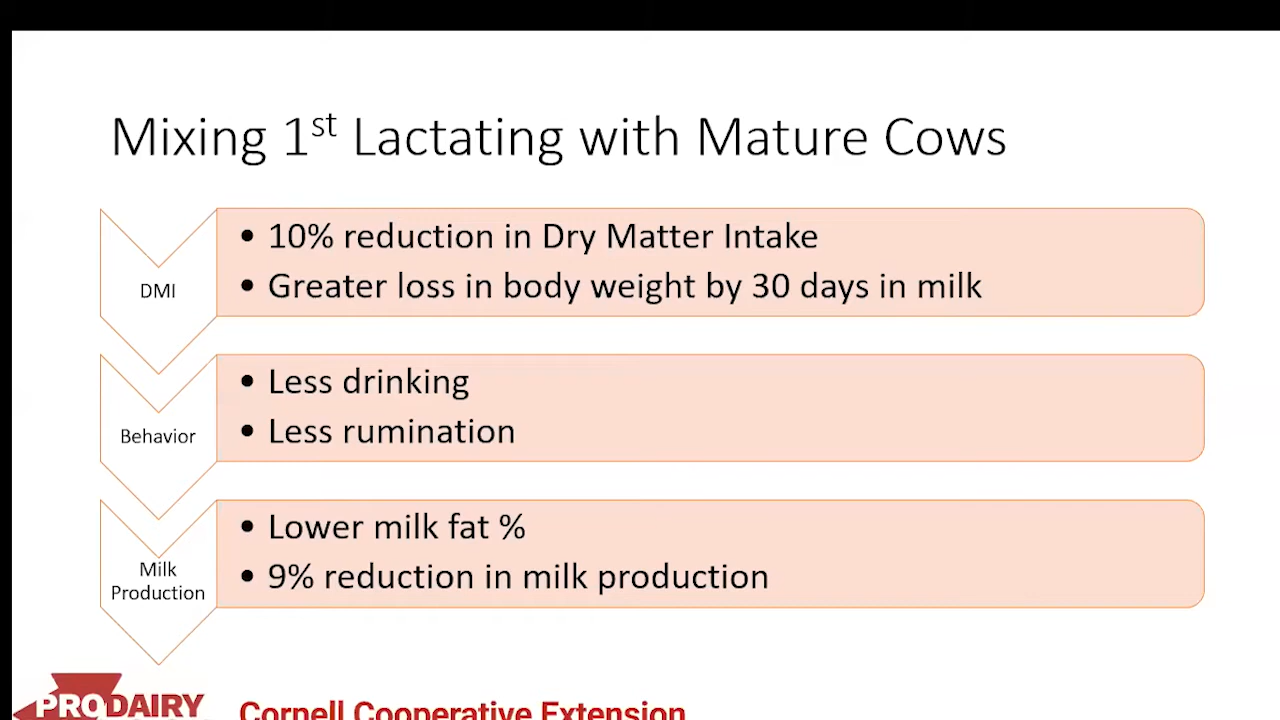 Mixing 1st Lactating with Mature Cows
DMI
• 10% reduction in Dry Matter Intake
• Greater loss in body weight by 30 days in milk
Behavior
• Less drinking
• Less rumination
Milk
Production
• Lower milk fat %
• 9% reduction in milk production
PRODAIRY
Cornell Cooperative Extension